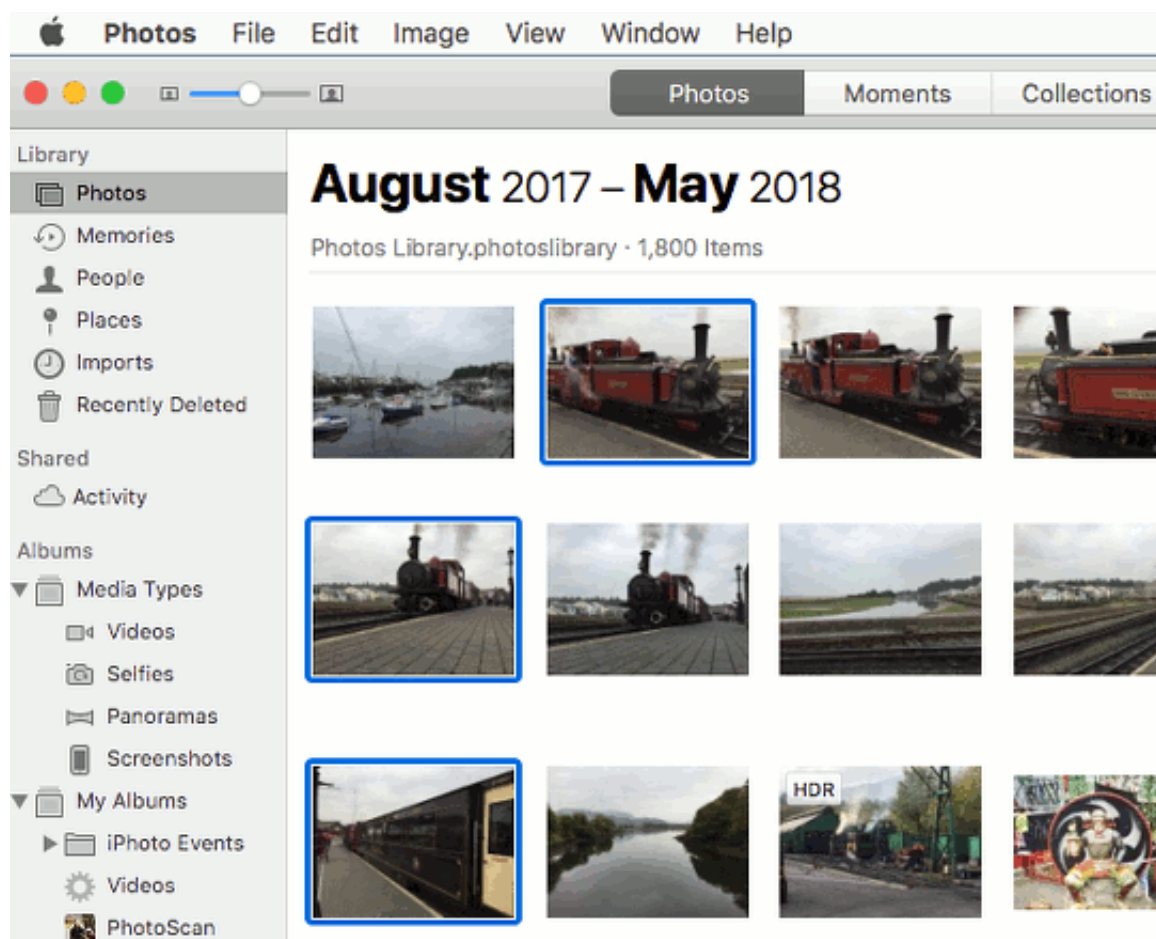 Photos File Edit Image View Window Help
Photos Moments Collections
Library
Photos
Memories
People
Places
Imports
Recently Deleted
Shared
Activity
Albums
Media Types
Videos
Selfies
Panoramas
Screenshots
My Albums
iPhoto Events
Videos
PhotoScan
August 2017 – May 2018
Photos Library.photoslibrary · 1,800 Items
HDR